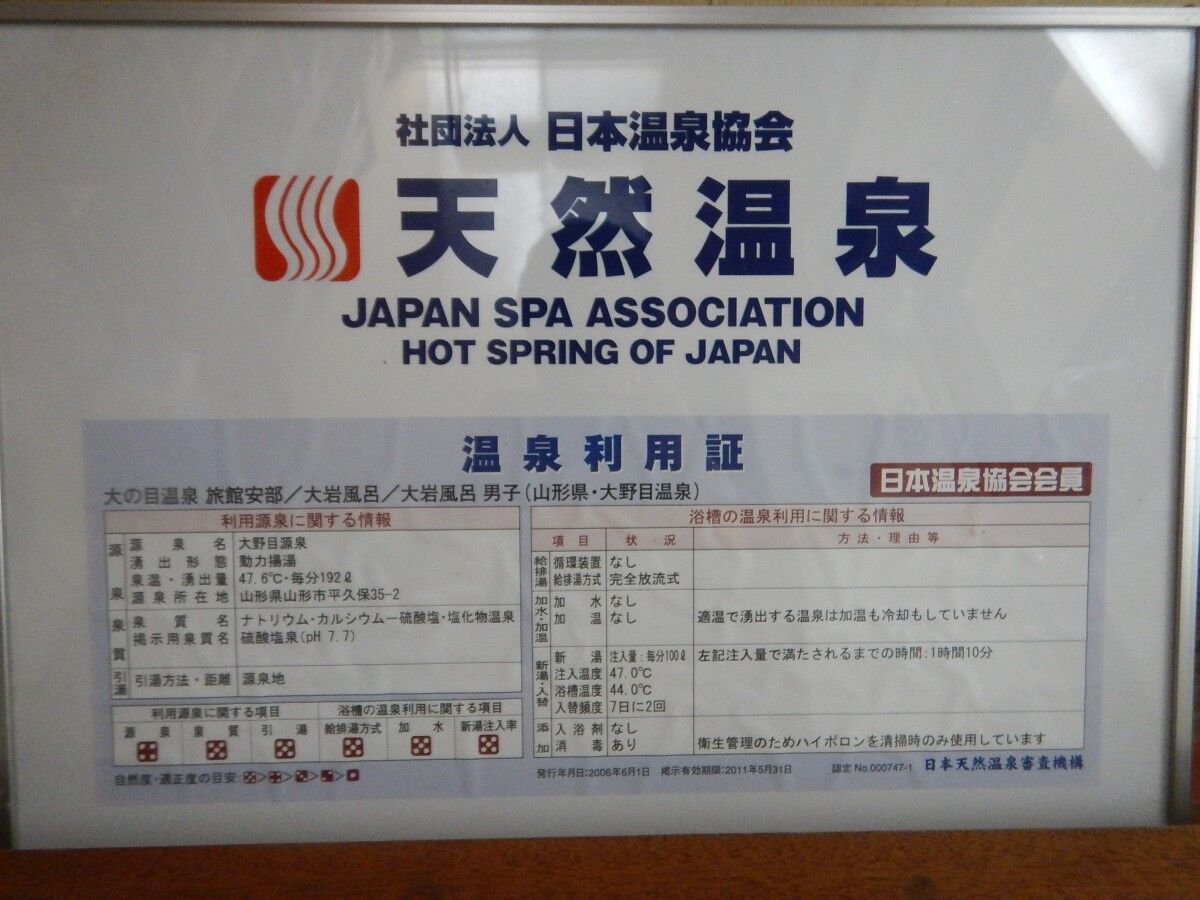 社団法人 日本温泉協会
天然温泉
JAPAN SPA ASSOCIATION
HOT SPRING OF JAPAN
温泉利用証
日本温泉協会会員
大の目温泉 旅館安部/大岩風呂/大岩風呂 男子(山形県・大野目温泉)
利用源泉に関する情報
源泉
源泉名 大野目源泉
湧出形態 動力揚湯
泉温・湧出量 47.6℃・毎分192ℓ
源泉所在地 山形県山形市平久保35-2
泉質
泉質名 ナトリウム・カルシウム-硫酸塩・塩化物温泉
掲示用泉質名 硫酸塩泉(pH 7.7)
引湯 引湯方法・距離 源泉地
利用源泉に関する項目 浴槽の温泉利用に関する項目
源泉 泉質 引湯 給排湯方式 加水 新湯注入率
自然度・適正度の目安: > > > >
浴槽の温泉利用に関する情報
項目 状況 方法・理由等
給排湯
循環装置 なし
給排湯方式 完全放流式
加水・加温
加水 なし
加温 なし 適温で湧出する温泉は加温も冷却もしていません
新湯・入替
新湯 注入量:毎分100ℓ 左記注入量で満たされるまでの時間:1時間10分
注入温度 47.0℃
浴槽温度 44.0℃
入替頻度 7日に2回
添加
入浴剤 なし
消毒 あり 衛生管理のためハイポロンを清掃時のみ使用しています
発行年月日:2006年6月1日 掲示有効期限:2011年5月31日 認定 No.000747-1 日本天然温泉審査機構